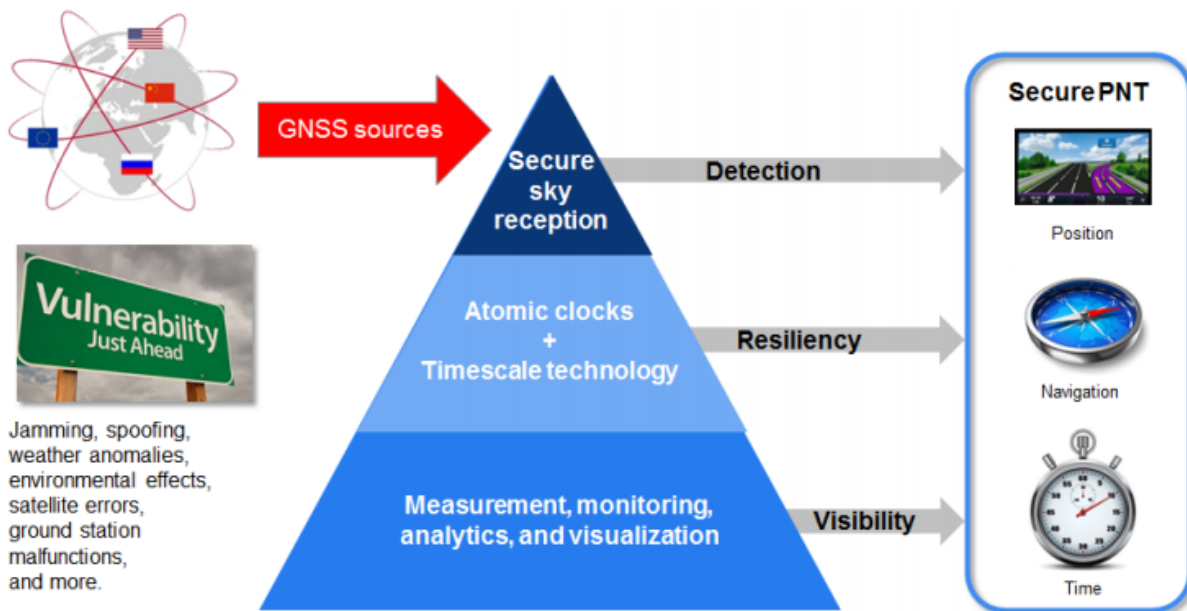 GNSS sources
Secure
sky
reception
Detection
Secure PNT
Position
Vulnerability
Just Ahead
Atomic clocks
+
Timescale technology
Resiliency
Navigation
Jamming, spoofing,
weather anomalies,
environmental effects,
satellite errors,
ground station
malfunctions,
and more.
Measurement, monitoring,
analytics, and visualization
Visibility
Time